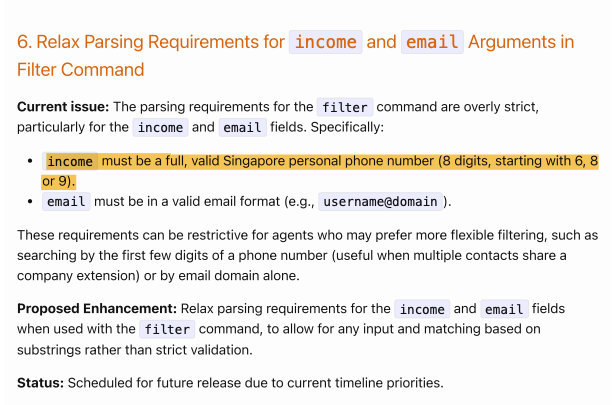 6. Relax Parsing Requirements for income and email Arguments in
Filter Command
Current issue: The parsing requirements for the filter command are overly strict,
particularly for the income and email fields. Specifically:
• income must be a full, valid Singapore personal phone number (8 digits, starting with 6, 8
or 9).
• email must be in a valid email format (e.g., username@domain ).
These requirements can be restrictive for agents who may prefer more flexible filtering, such as
searching by the first few digits of a phone number (useful when multiple contacts share a
company extension) or by email domain alone.
Proposed Enhancement: Relax parsing requirements for the income and email fields
when used with the filter command, to allow for any input and matching based on
substrings rather than strict validation.
Status: Scheduled for future release due to current timeline priorities.